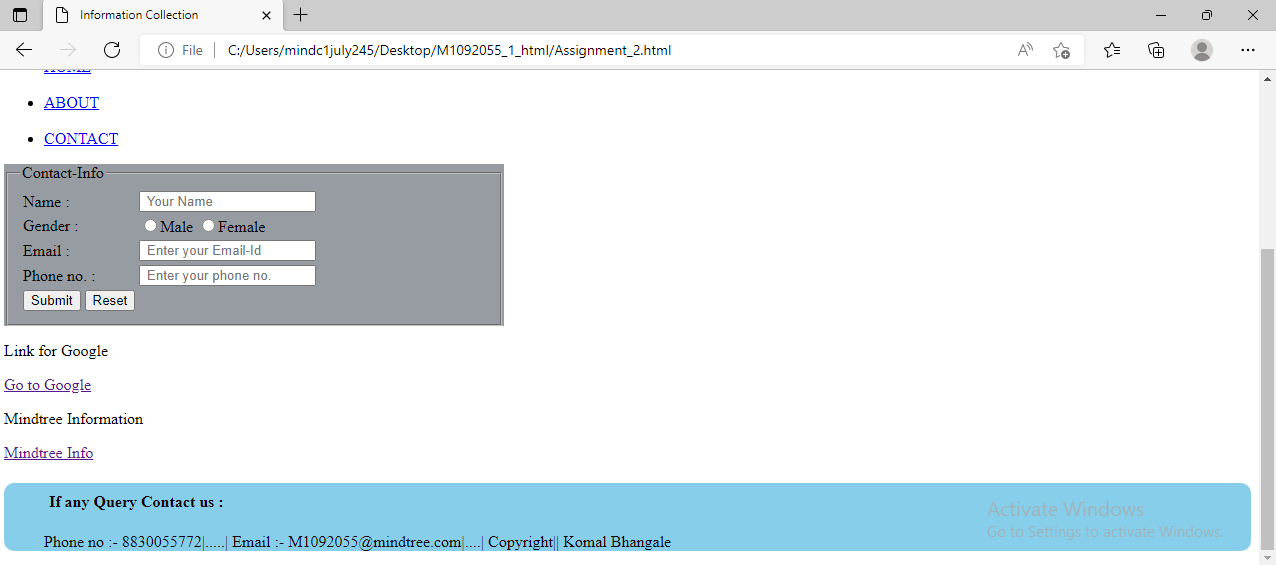 Information Collection
File | C:/Users/mindc1july245/Desktop/M1092055_1_html/Assignment_2.html
HOME
• ABOUT
• CONTACT
Contact-Info
Name : Your Name
Gender : Male Female
Email : Enter your Email-Id
Phone no. : Enter your phone no.
Submit Reset
Link for Google
Go to Google
Mindtree Information
Mindtree Info
If any Query Contact us :
Activate Windows
Go to Settings to activate Windows.
Phone no :- 8830055772|.....| Email :- M1092055@mindtree.com|....| Copyright|| Komal Bhangale